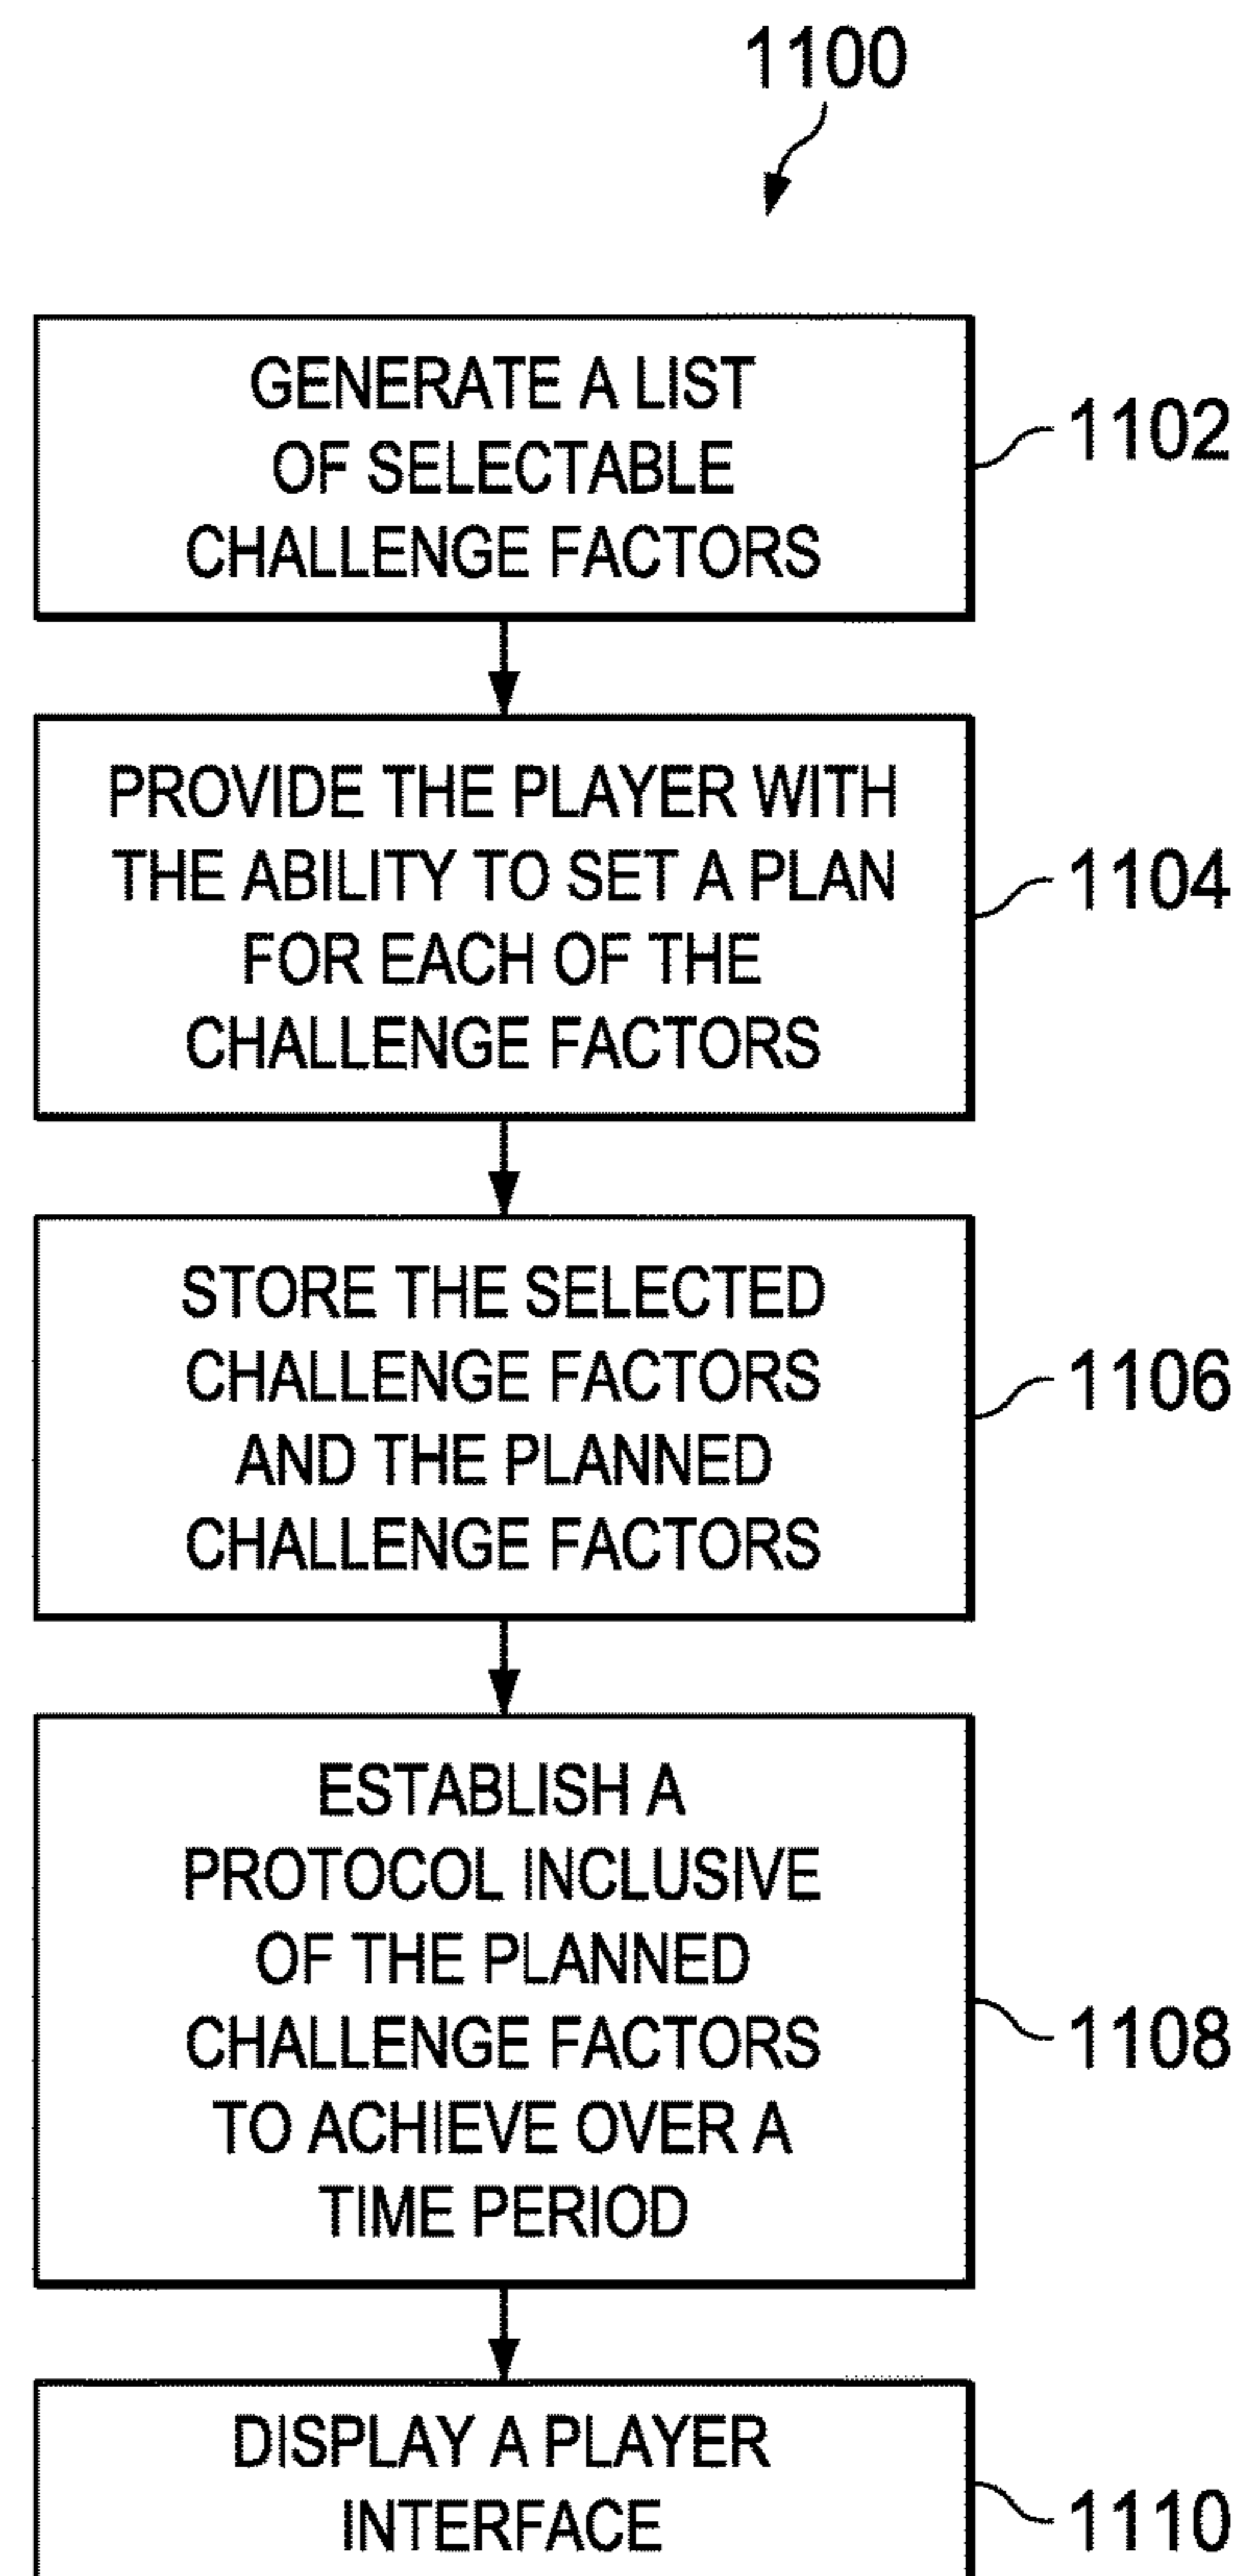 1100
GENERATE A LIST
OF SELECTABLE
CHALLENGE FACTORS
1102
PROVIDE THE PLAYER WITH
THE ABILITY TO SET A PLAN
FOR EACH OF THE
CHALLENGE FACTORS
1104
STORE THE SELECTED
CHALLENGE FACTORS
AND THE PLANNED
CHALLENGE FACTORS
1106
ESTABLISH A
PROTOCOL INCLUSIVE
OF THE PLANNED
CHALLENGE FACTORS
TO ACHIEVE OVER A
TIME PERIOD
1108
DISPLAY A PLAYER
INTERFACE
1110